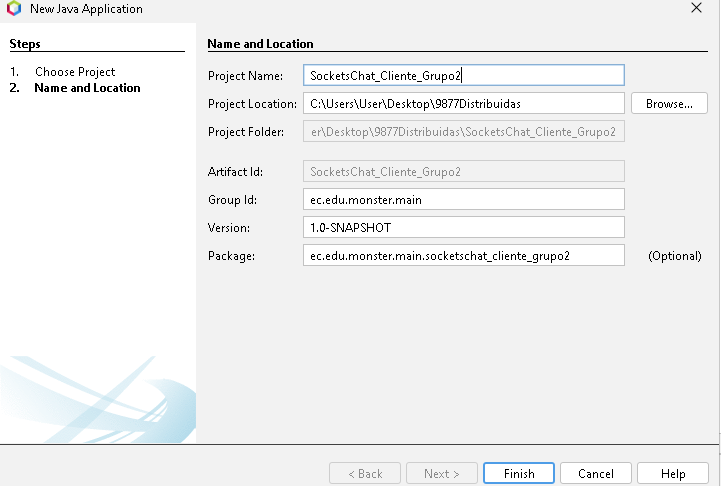 New Java Application
Steps
1. Choose Project
2. Name and Location
Name and Location
Project Name: SocketsChat_Cliente_Grupo2
Project Location: C:\Users\User\Desktop\9877Distribuidas Browse...
Project Folder: er\Desktop\9877Distribuidas\SocketsChat_Cliente_Grupo2
Artifact Id: SocketsChat_Cliente_Grupo2
Group Id: ec.edu.monster.main
Version: 1.0-SNAPSHOT
Package: ec.edu.monster.main.socketschat_cliente_grupo2 (Optional)
< Back Next > Finish Cancel Help